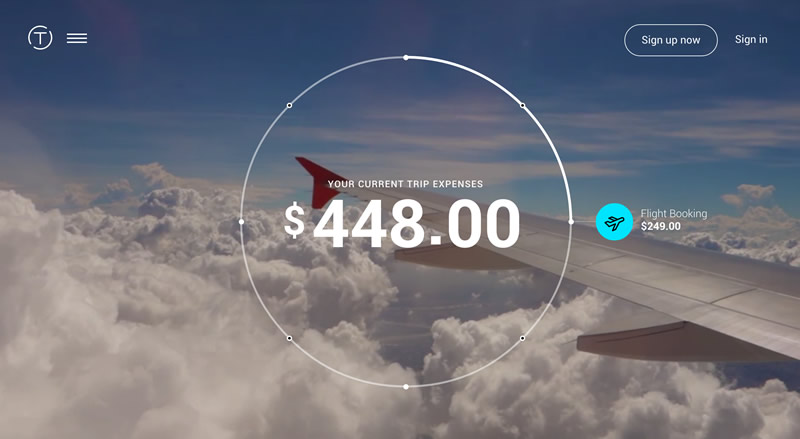 T
Sign up now
Sign in
YOUR CURRENT TRIP EXPENSES
$448.00
Flight Booking
$249.00